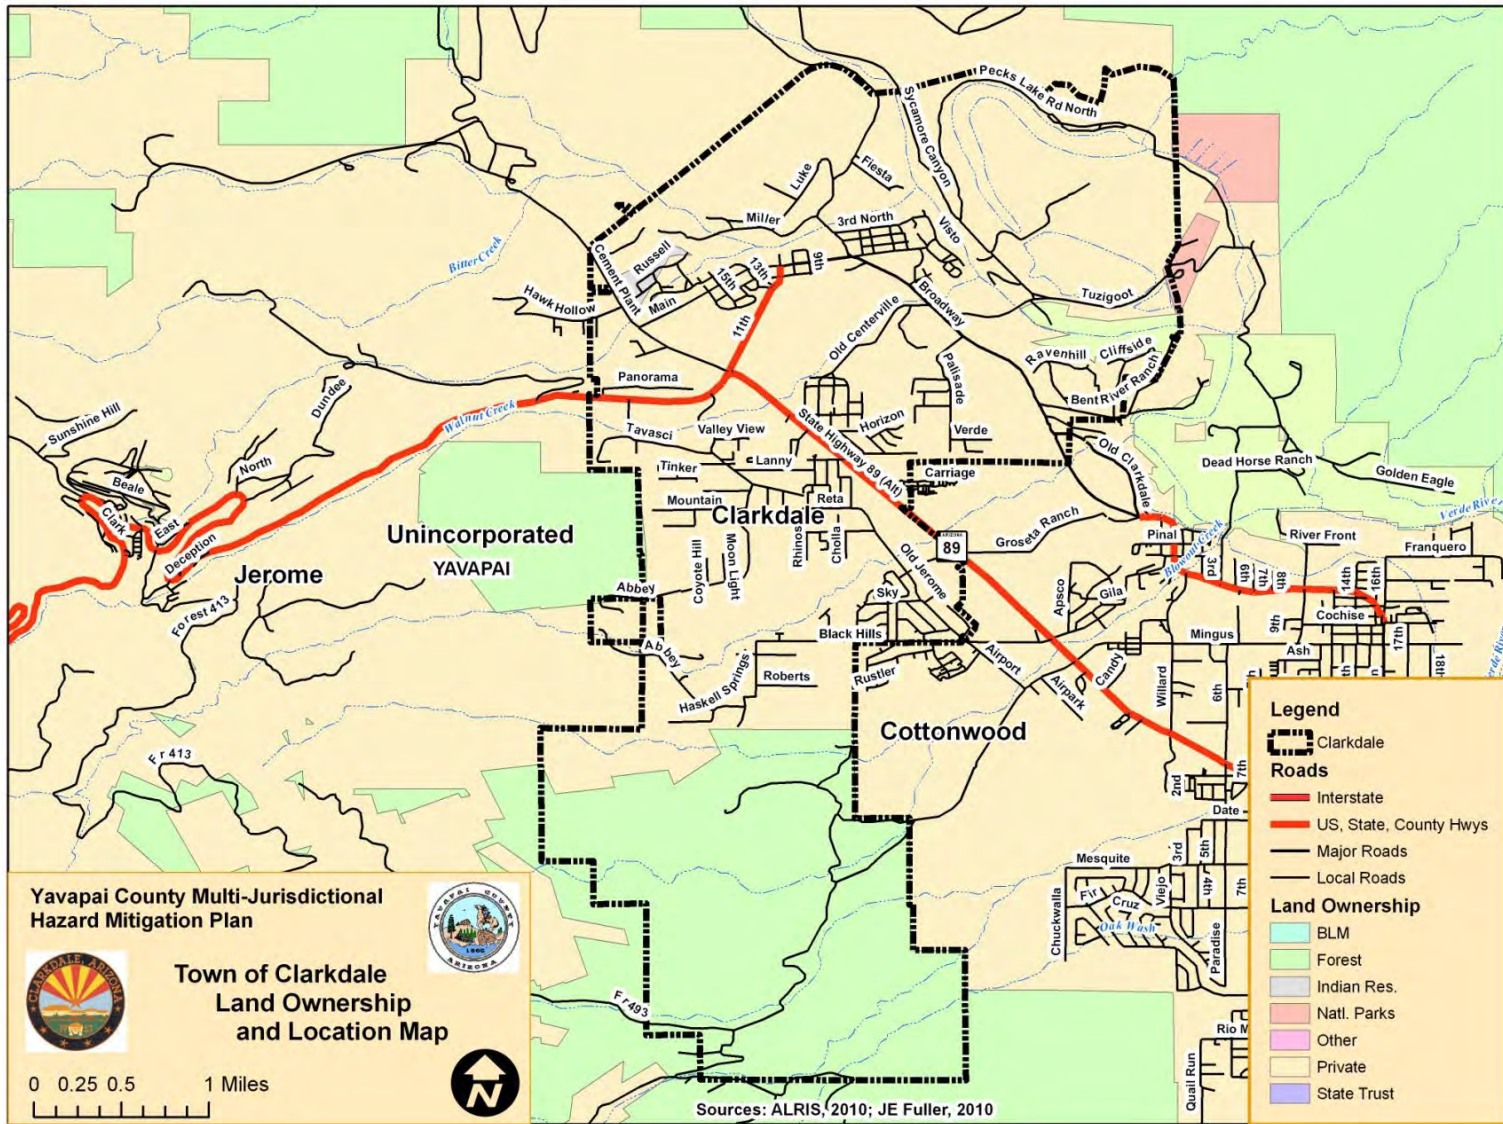 Pecks Lake Rd North
Sycamore Canyon
Luke
Fiesta
Miller
3rd North
Visto
Bitter Creek
Cement Plant
Russell
13th
15th
9th
Hawk Hollow
Main
Tuzigoot
Broadway
11th
Old Centerville
Ravenhill
Cliffside
Palisade
Bent River Ranch
Dundee
Panorama
Walnut Creek
Sunshine Hill
State Highway 89 (Alt)
Horizon
Verde
Tavasci
Valley View
North
Tinker
Lanny
Carriage
Old Clarkdale
Dead Horse Ranch
Golden Eagle
Beale
Clark
East
Mountain
Reta
Clarkdale
Verde River
Unincorporated
YAVAPAI
Deception
Jerome
Rhinos
Cholla
Moon Light
Coyote Hill
Groseta Ranch
ARIZONA
89
Old Jerome
Pinal
Blowout Creek
3rd
River Front
Franquero
6th
7th
8th
14th
16th
Forest 413
Abbey
Sky
Apsco
Gila
Cochise
Black Hills
Mingus
9th
Ash
17th
Abbey
Airport
Candy
Haskell Springs
Roberts
Rustler
Airpark
Willard
6th
18th
Cottonwood
Fr 413
2nd
7th
Date
Mesquite
3rd
5th
Fir
Cruz
Viejo
4th
7th
Chuckwalla
Oak Wash
Paradise
Fr 493
Rio M
Quail Run
Legend
Clarkdale
Roads
Interstate
US, State, County Hwys
Major Roads
Local Roads
Land Ownership
BLM
Forest
Indian Res.
Natl. Parks
Other
Private
State Trust
Yavapai County Multi-Jurisdictional
Hazard Mitigation Plan
YAVAPAI COUNTY
ARIZONA
CLARKDALE, ARIZONA
Town of Clarkdale
Land Ownership
and Location Map
N
0 0.25 0.5 1 Miles
Sources: ALRIS, 2010; JE Fuller, 2010